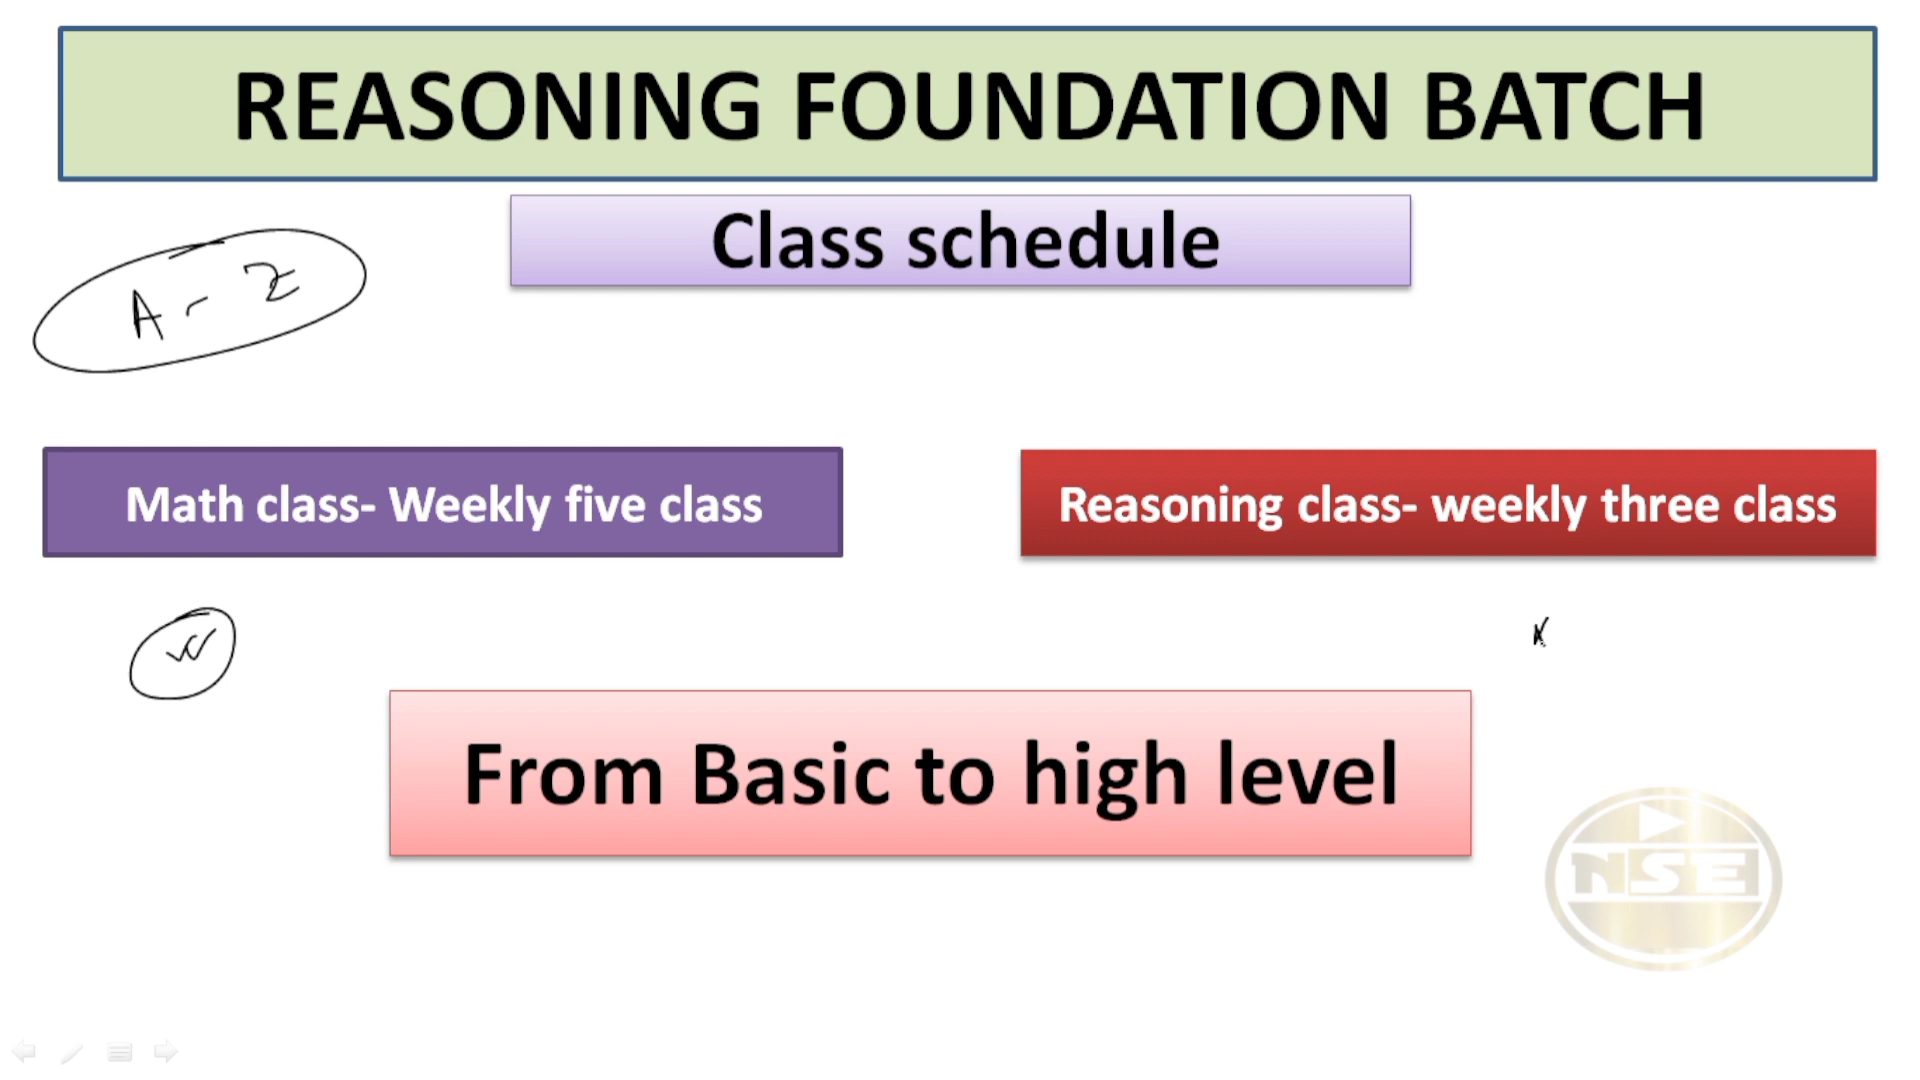 REASONING FOUNDATION BATCH
Class schedule
A - Z
Math class- Weekly five class
Reasoning class- weekly three class
From Basic to high level
NSE